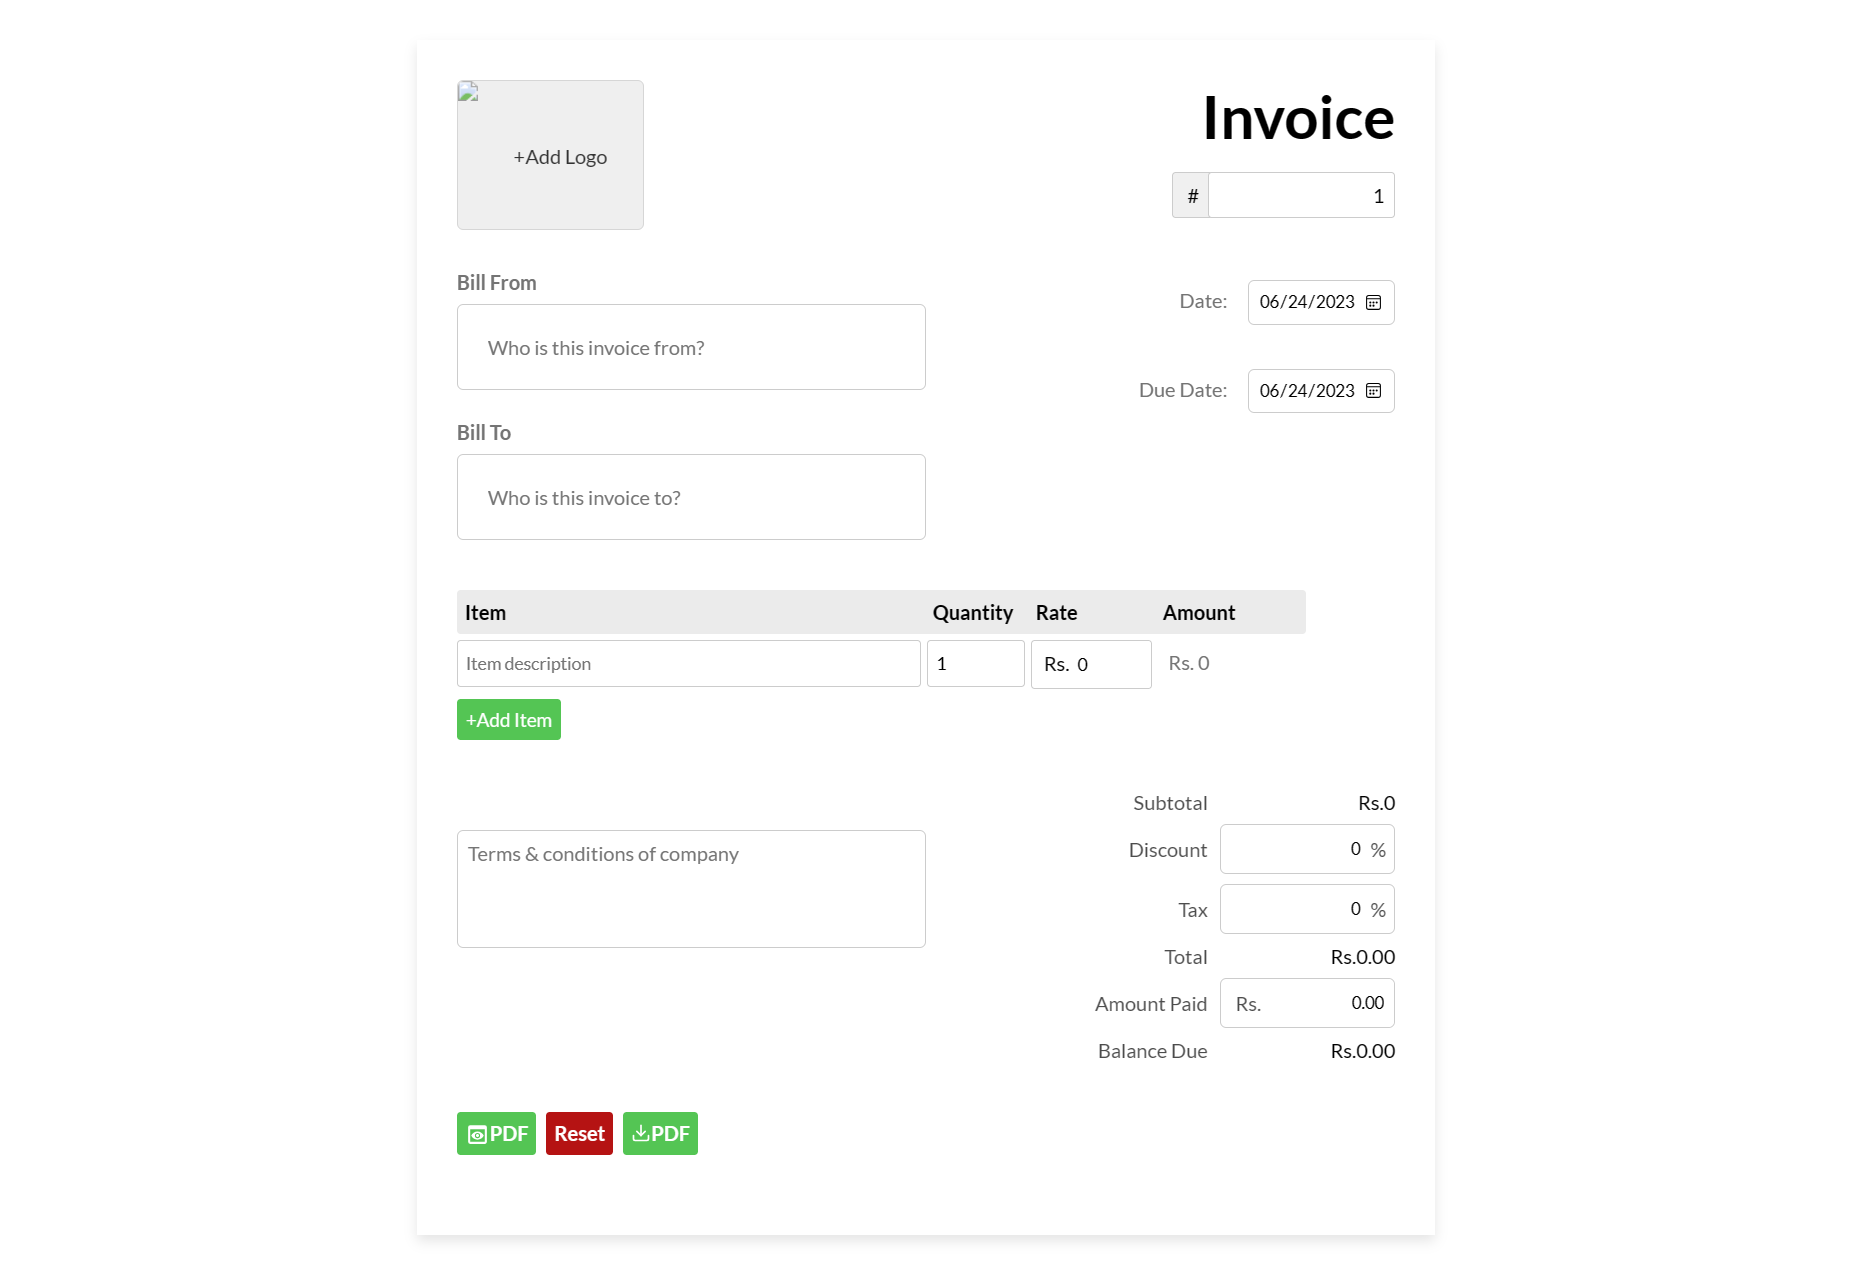 +Add Logo
Invoice
# 1
Bill From
Who is this invoice from?
Date: 06/24/2023
Due Date: 06/24/2023
Bill To
Who is this invoice to?
Item Quantity Rate Amount
Item description 1 Rs. 0 Rs. 0
+Add Item
Terms & conditions of company
Subtotal Rs.0
Discount 0 %
Tax 0 %
Total Rs.0.00
Amount Paid Rs. 0.00
Balance Due Rs.0.00
PDF Reset PDF